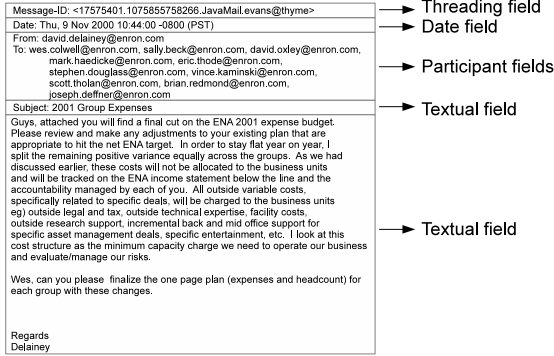 Message-ID: <17575401.1075855758266.JavaMail.evans@thyme>
Threading field
Date: Thu, 9 Nov 2000 10:44:00 -0800 (PST)
Date field
From: david.delainey@enron.com
To: wes.colwell@enron.com, sally.beck@enron.com, david.oxley@enron.com,
mark.haedicke@enron.com, eric.thode@enron.com,
stephen.douglass@enron.com, vince.kaminski@enron.com,
scott.tholan@enron.com, brian.redmond@enron.com,
joseph.deffner@enron.com
Participant fields
Subject: 2001 Group Expenses
Textual field
Guys, attached you will find a final cut on the ENA 2001 expense budget.
Please review and make any adjustments to your existing plan that are
appropriate to hit the net ENA target. In order to stay flat year on year, I
split the remaining positive variance equally across the groups. As we had
discussed earlier, these costs will not be allocated to the business units
and will be tracked on the ENA income statement below the line and the
accountability managed by each of you. All outside variable costs,
specifically related to specific deals, will be charged to the business units
eg) outside legal and tax, outside technical expertise, facility costs,
outside research support, incremental back and mid office support for
specific asset management deals, specific entertainment, etc. I look at this
cost structure as the minimum capacity charge we need to operate our business
and evaluate/manage our risks.
Textual field
Wes, can you please finalize the one page plan (expenses and headcount) for
each group with these changes.
Regards
Delainey